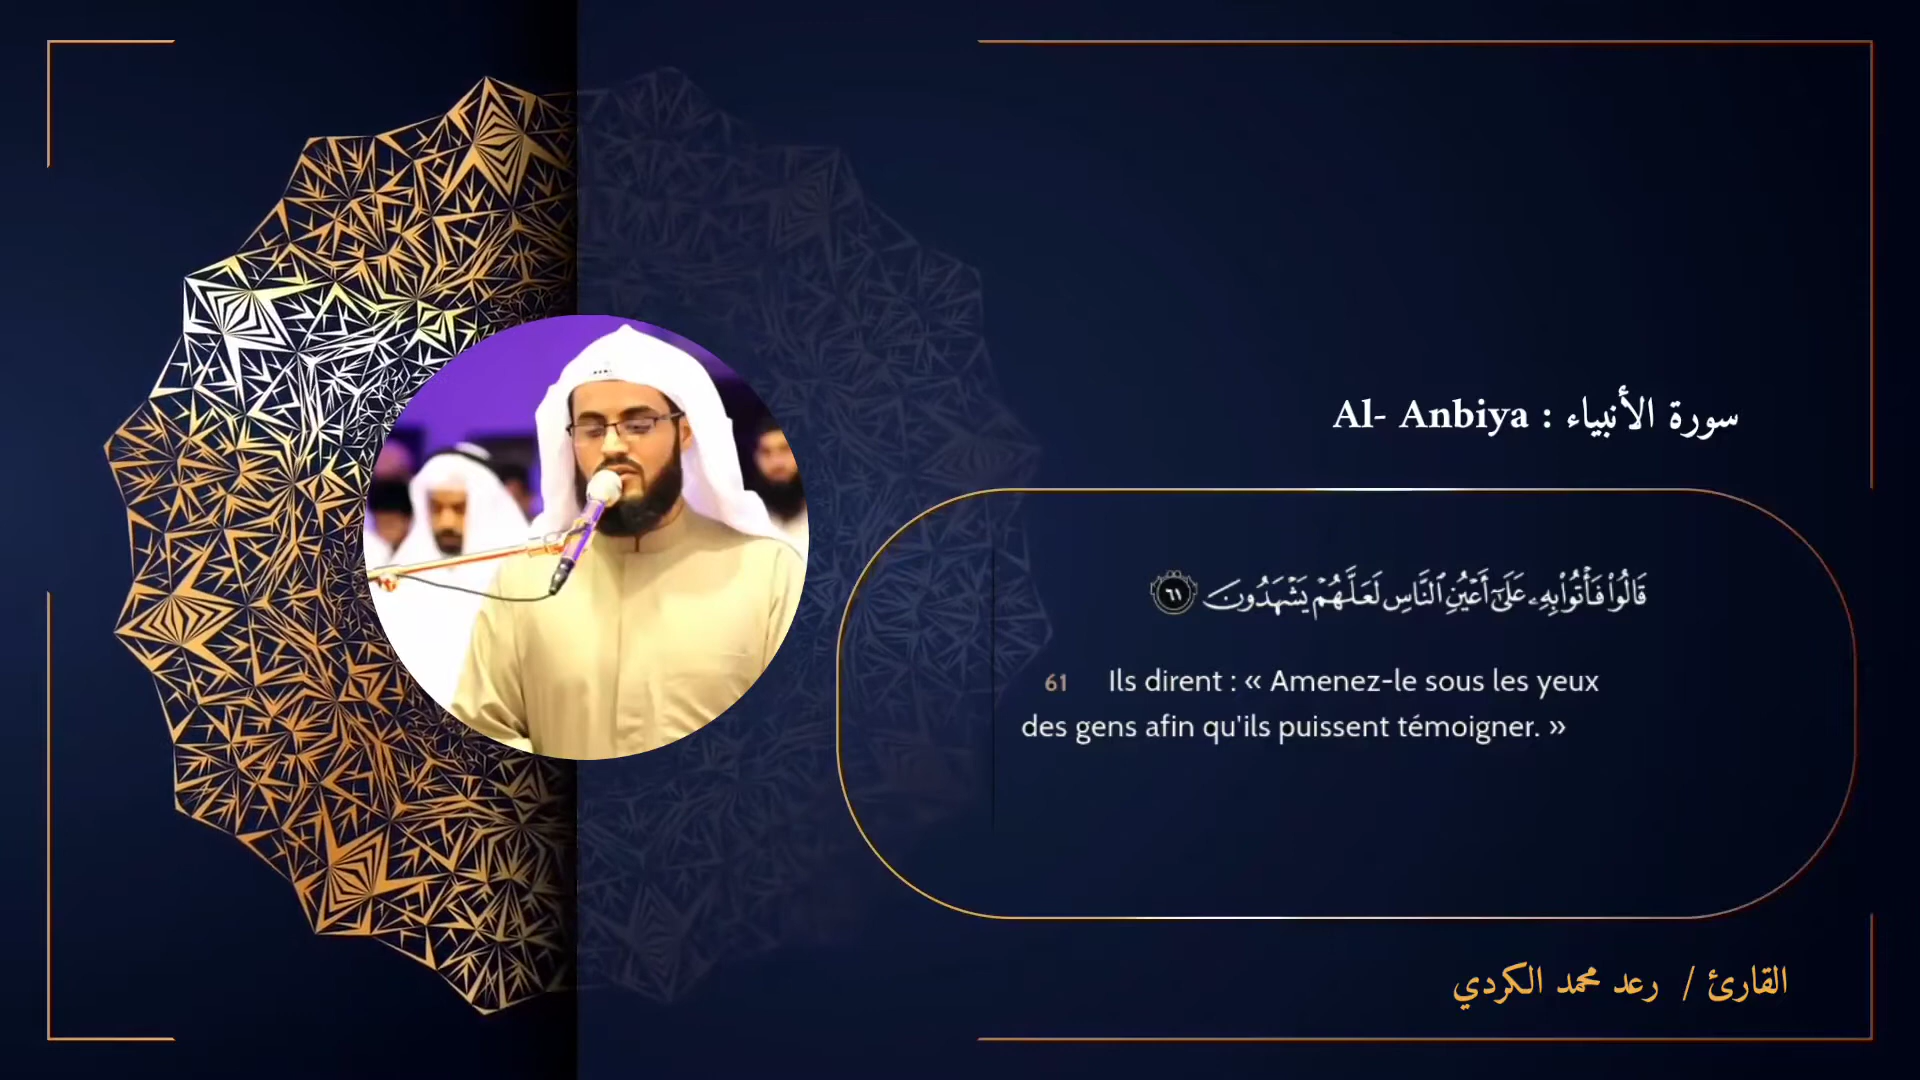 Al- Anbiya : سورة الأنبياء
قَالُوا۟ فَأْتُوا۟ بِهِۦ عَلَىٰٓ أَعْيُنِ ٱلنَّاسِ لَعَلَّهُمْ يَشْهَدُونَ ٦١
61 Ils dirent : « Amenez-le sous les yeux
des gens afin qu'ils puissent témoigner. »
القارئ / رعد محمد الكردي